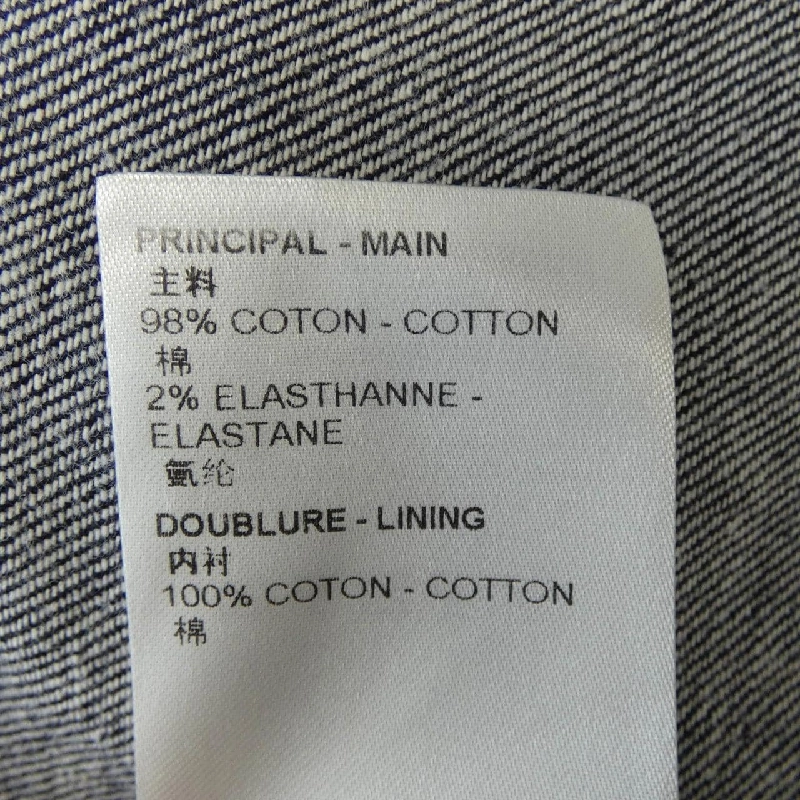 PRINCIPAL - MAIN
主料
98% COTON - COTTON
棉
2% ELASTHANNE -
ELASTANE
氨纶
DOUBLURE - LINING
内衬
100% COTON - COTTON
棉